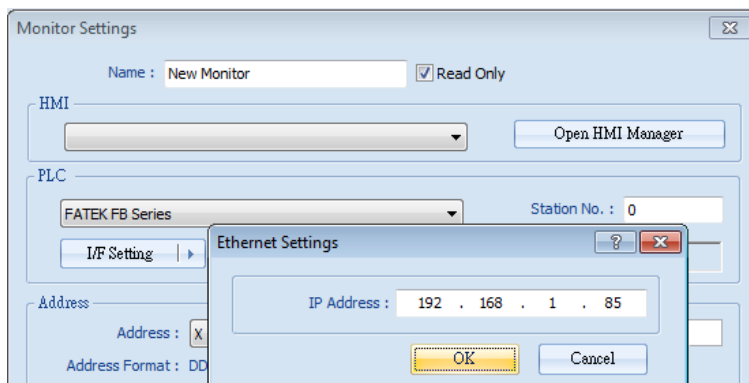 Monitor Settings
Name : New Monitor Read Only
HMI
Open HMI Manager
PLC
FATEK FB Series Station No. : 0
I/F Setting
Ethernet Settings
IP Address : 192 . 168 . 1 . 85
Address
Address : X
Address Format : DD
OK Cancel